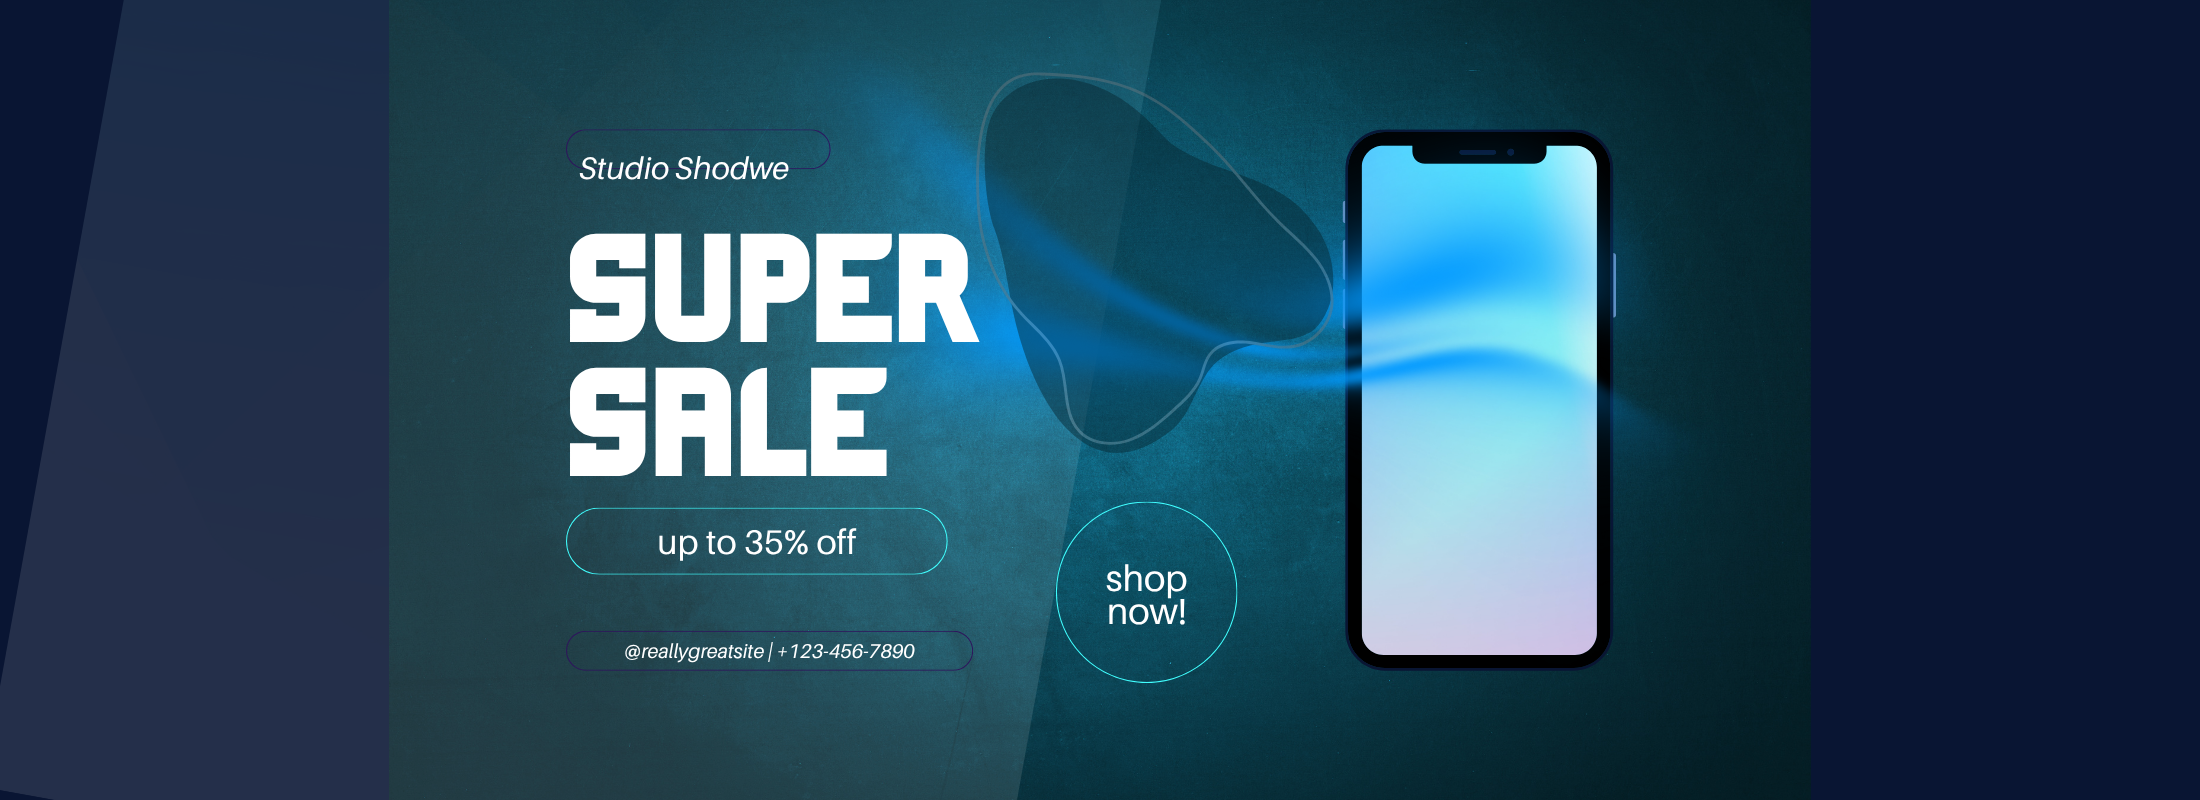 Studio Shodwe
SUPER
SALE
up to 35% off
shop
now!
@reallygreatsite | +123-456-7890